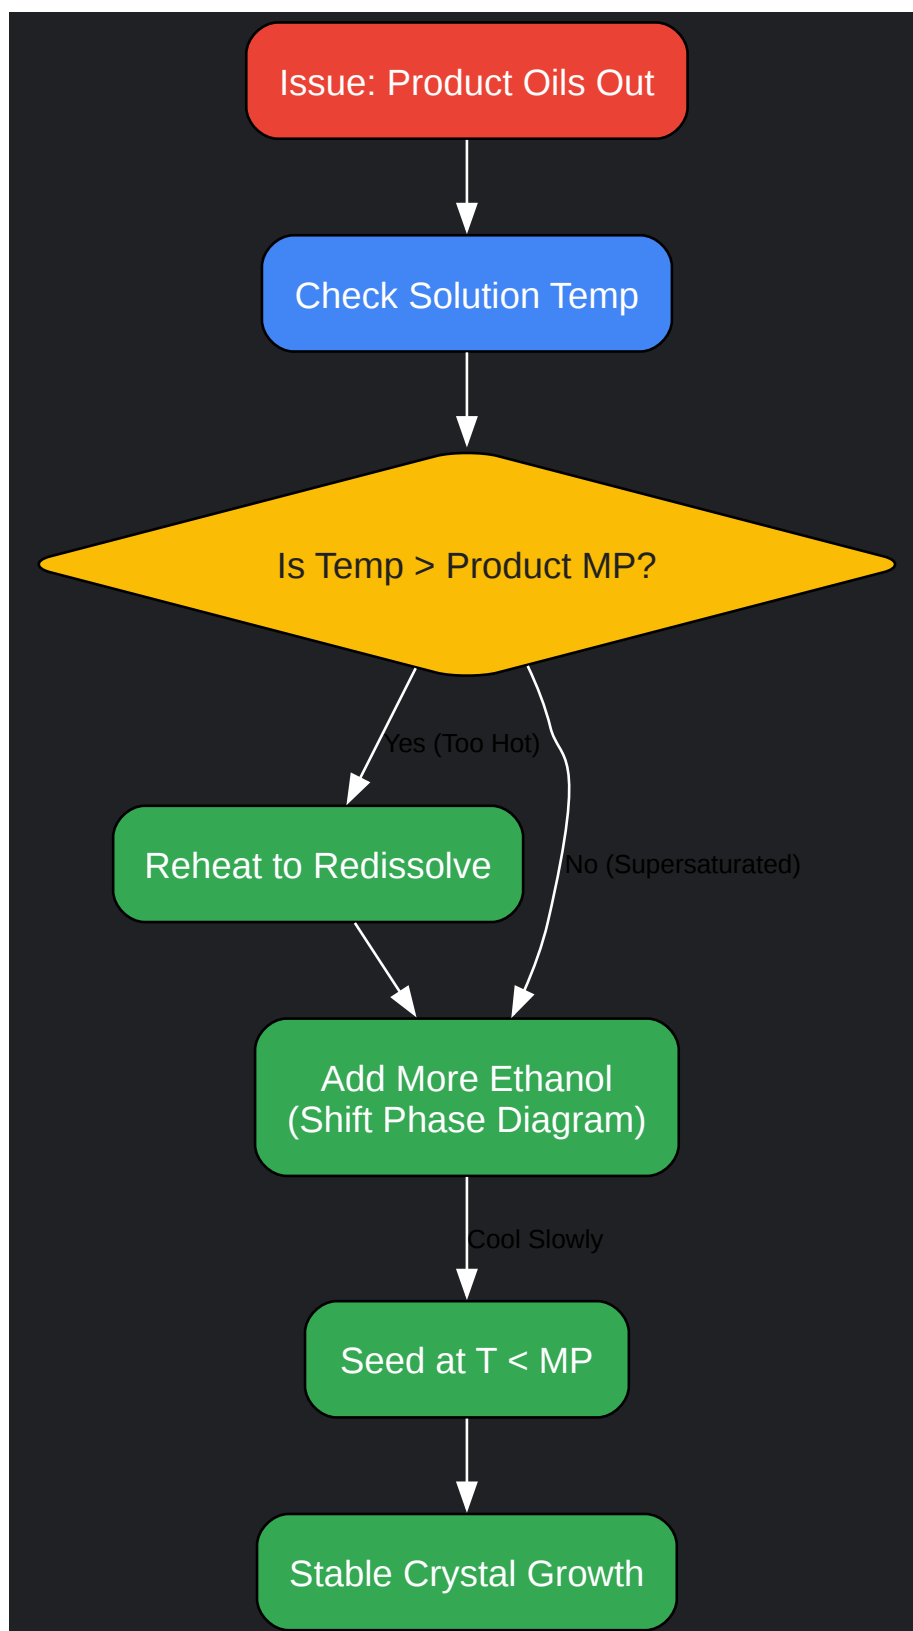 Issue: Product Oils Out
Check Solution Temp
Is Temp > Product MP?
Yes (Too Hot)
Reheat to Redissolve
No (Supersaturated)
Add More Ethanol
(Shift Phase Diagram)
Cool Slowly
Seed at T < MP
Stable Crystal Growth